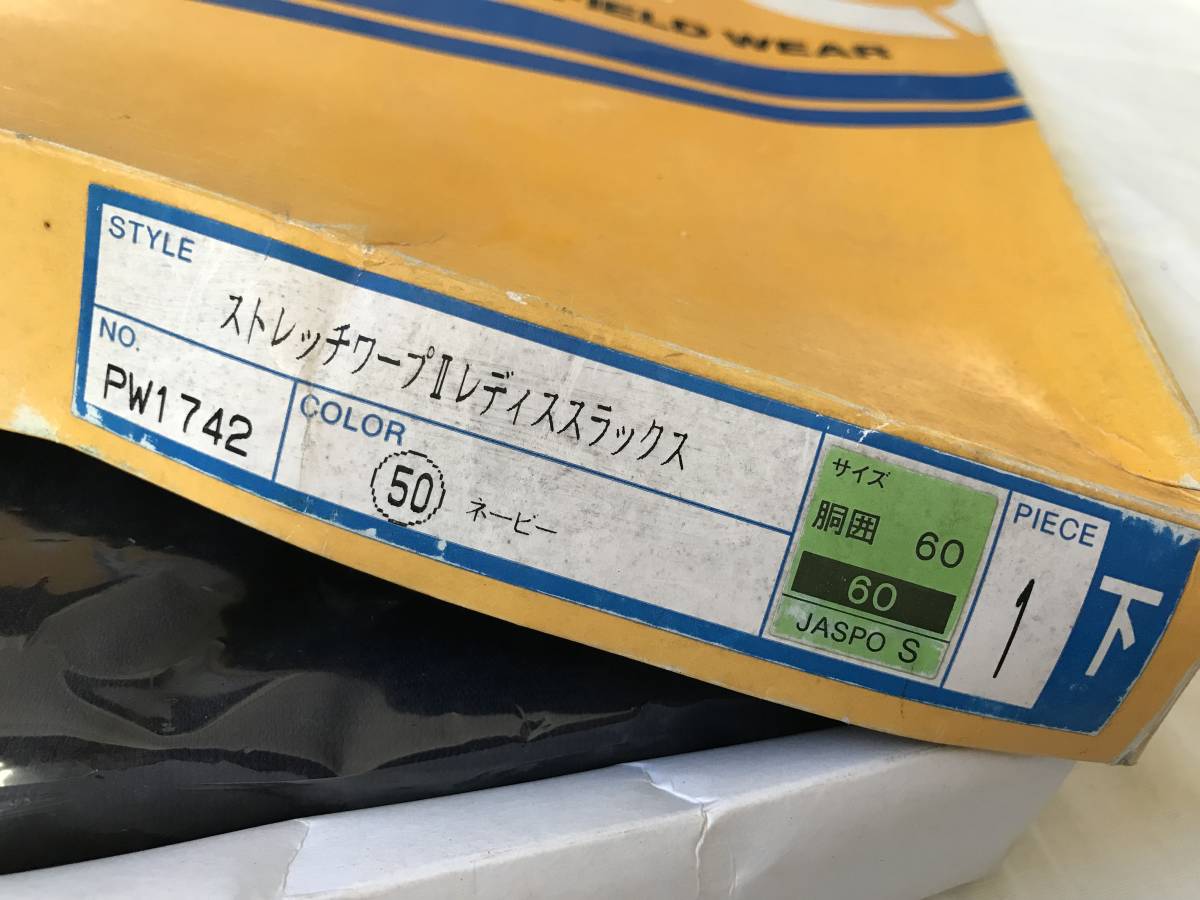 FIELD WEAR
STYLE
ストレッチワープⅡレディススラックス
NO.
PW1742
COLOR
50 ネービー
サイズ
胴囲 60
60
JASPO S
PIECE
1
下